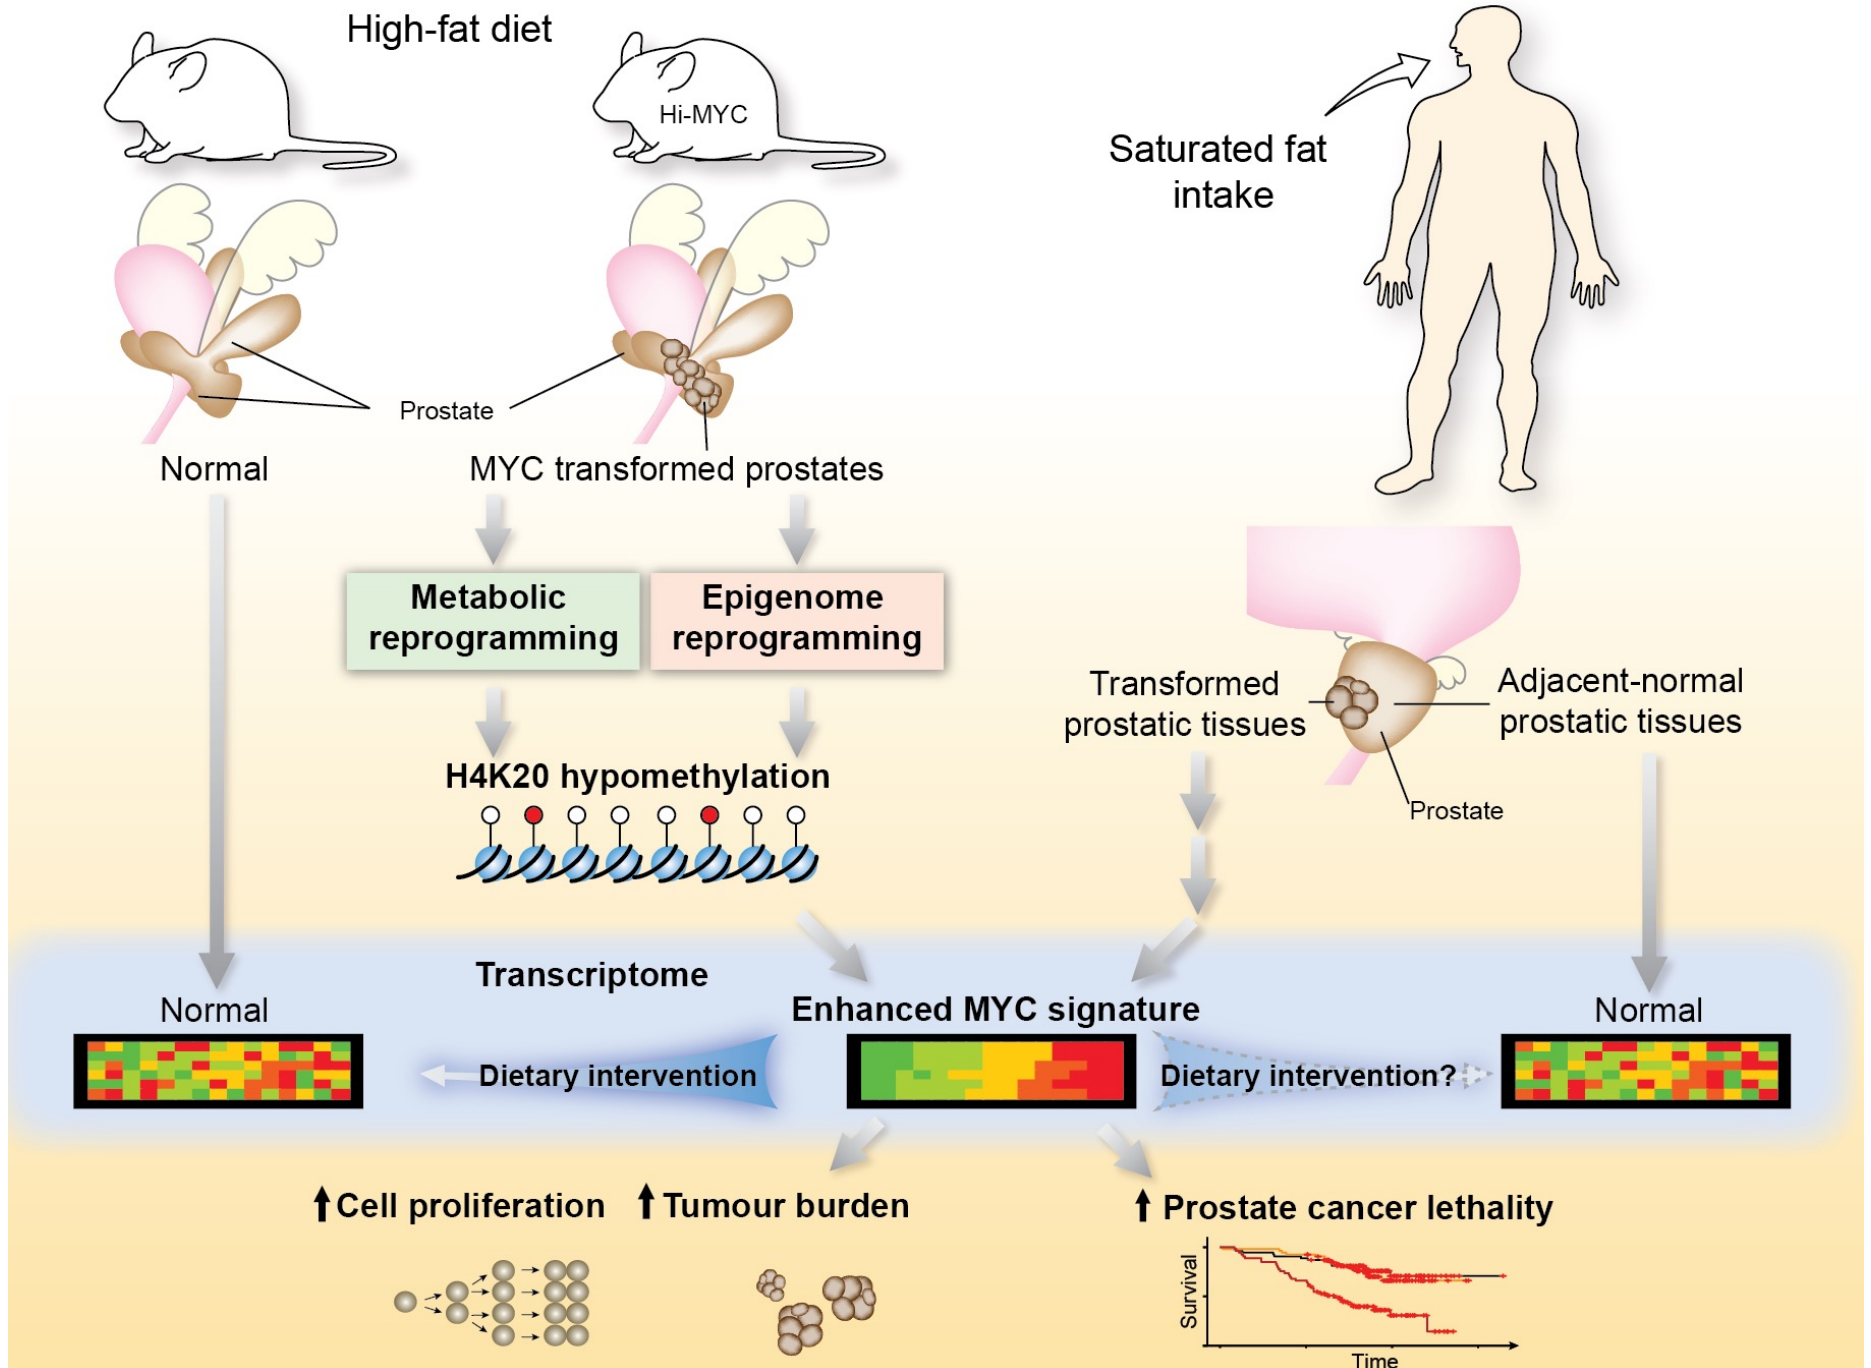 High-fat diet
Hi-MYC
Saturated fat
intake
Prostate
Normal
MYC transformed prostates
Metabolic
reprogramming
Epigenome
reprogramming
H4K20 hypomethylation
Transformed
prostatic tissues
Adjacent-normal
prostatic tissues
Prostate
Transcriptome
Normal
Enhanced MYC signature
Normal
Dietary intervention
Dietary intervention?
Cell proliferation
Tumour burden
Prostate cancer lethality
Survival
Time